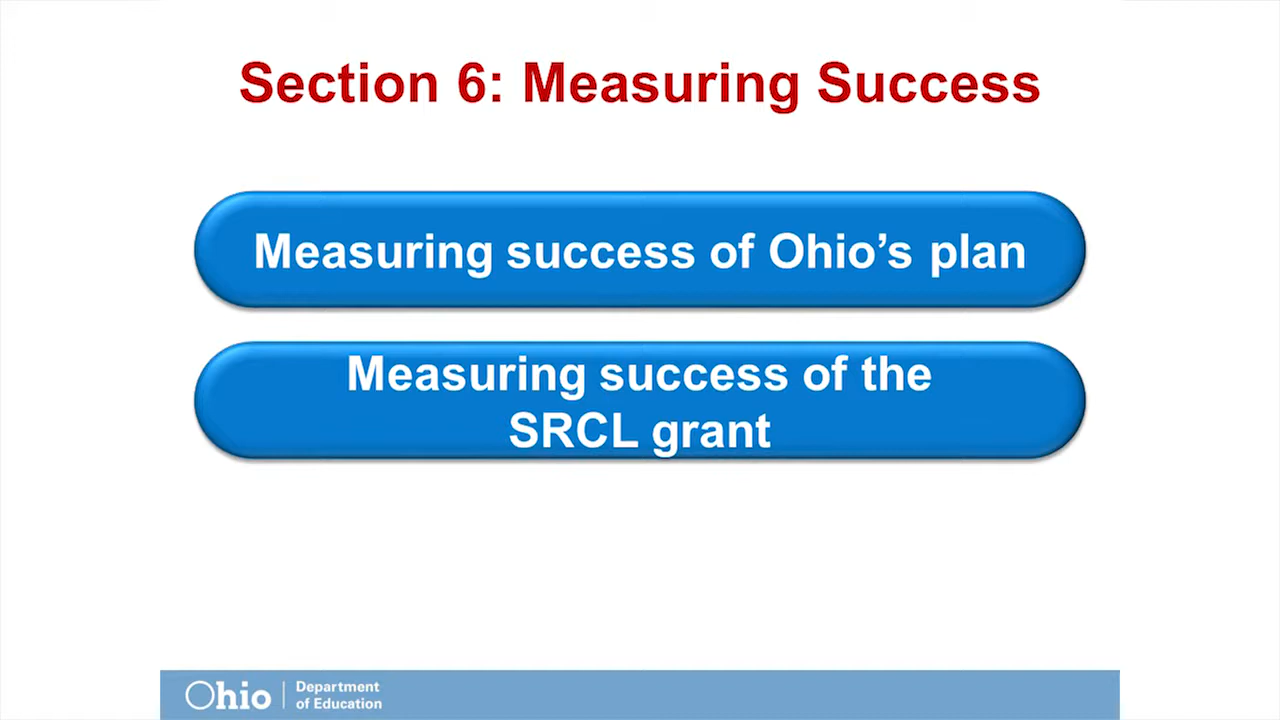 Section 6: Measuring Success
Measuring success of Ohio’s plan
Measuring success of the
SRCL grant
Ohio
Department
of Education